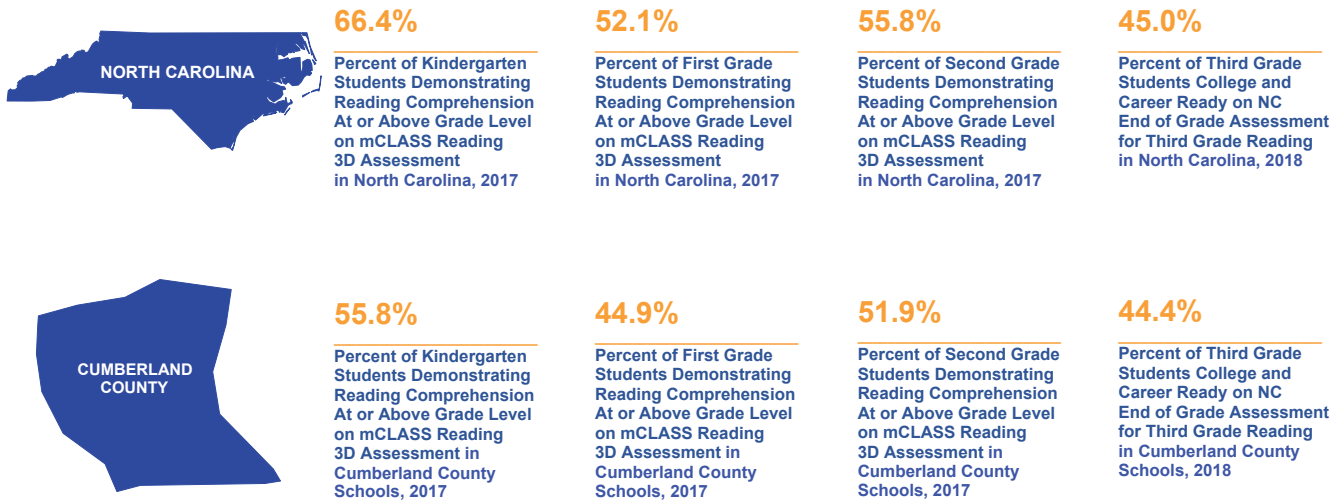 NORTH CAROLINA
66.4%
Percent of Kindergarten
Students Demonstrating
Reading Comprehension
At or Above Grade Level
on mCLASS Reading
3D Assessment
in North Carolina, 2017
52.1%
Percent of First Grade
Students Demonstrating
Reading Comprehension
At or Above Grade Level
on mCLASS Reading
3D Assessment
in North Carolina, 2017
55.8%
Percent of Second Grade
Students Demonstrating
Reading Comprehension
At or Above Grade Level
on mCLASS Reading
3D Assessment
in North Carolina, 2017
45.0%
Percent of Third Grade
Students College and
Career Ready on NC
End of Grade Assessment
for Third Grade Reading
in North Carolina, 2018
CUMBERLAND
COUNTY
55.8%
Percent of Kindergarten
Students Demonstrating
Reading Comprehension
At or Above Grade Level
on mCLASS Reading
3D Assessment in
Cumberland County
Schools, 2017
44.9%
Percent of First Grade
Students Demonstrating
Reading Comprehension
At or Above Grade Level
on mCLASS Reading
3D Assessment in
Cumberland County
Schools, 2017
51.9%
Percent of Second Grade
Students Demonstrating
Reading Comprehension
At or Above Grade Level
on mCLASS Reading
3D Assessment in
Cumberland County
Schools, 2017
44.4%
Percent of Third Grade
Students College and
Career Ready on NC
End of Grade Assessment
for Third Grade Reading
in Cumberland County
Schools, 2018